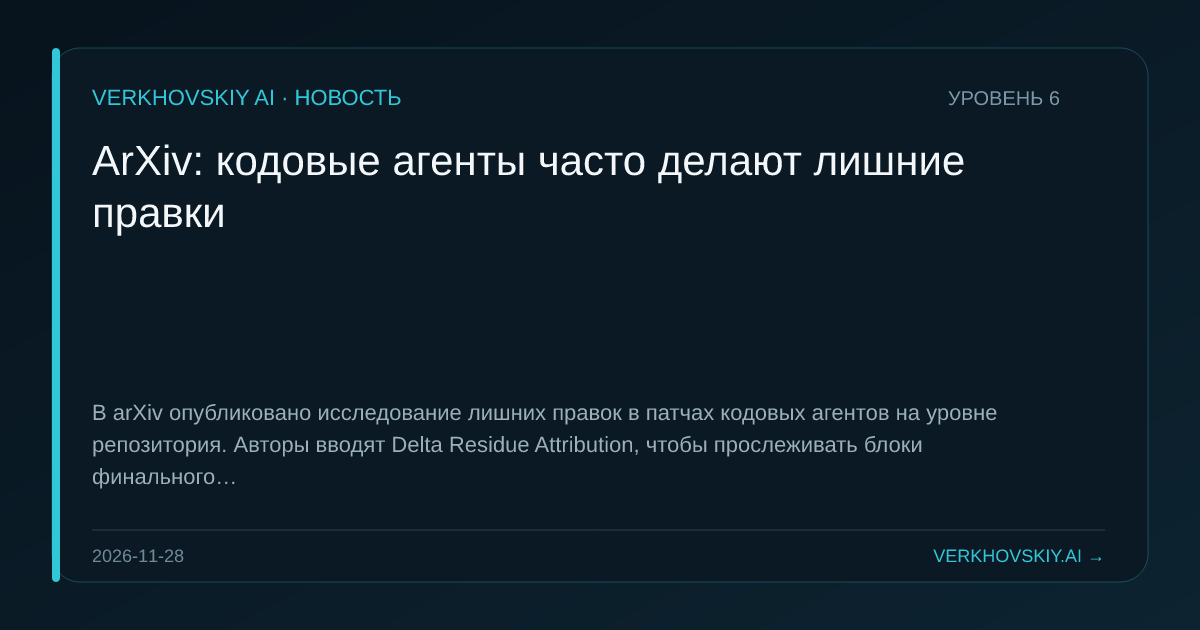 VERKHOVSKIY AI · НОВОСТЬ
УРОВЕНЬ 6
ArXiv: кодовые агенты часто делают лишние
правки
В arXiv опубликовано исследование лишних правок в патчах кодовых агентов на уровне
репозитория. Авторы вводят Delta Residue Attribution, чтобы прослеживать блоки
финального…
2026-11-28
VERKHOVSKIY.AI →